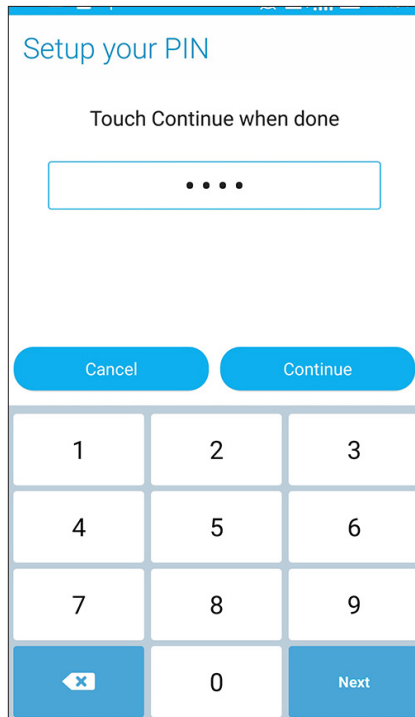 Setup your PIN
Touch Continue when done
••••
Cancel Continue
1 2 3
4 5 6
7 8 9
0 Next